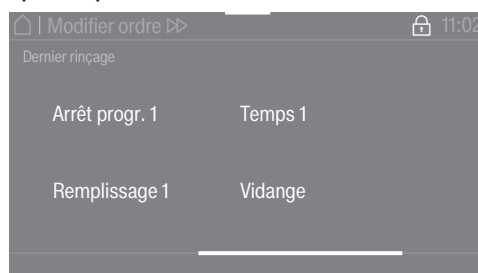 Modifier ordre
11:02
Dernier rinçage
Arrêt progr. 1 Temps 1
Remplissage 1 Vidange